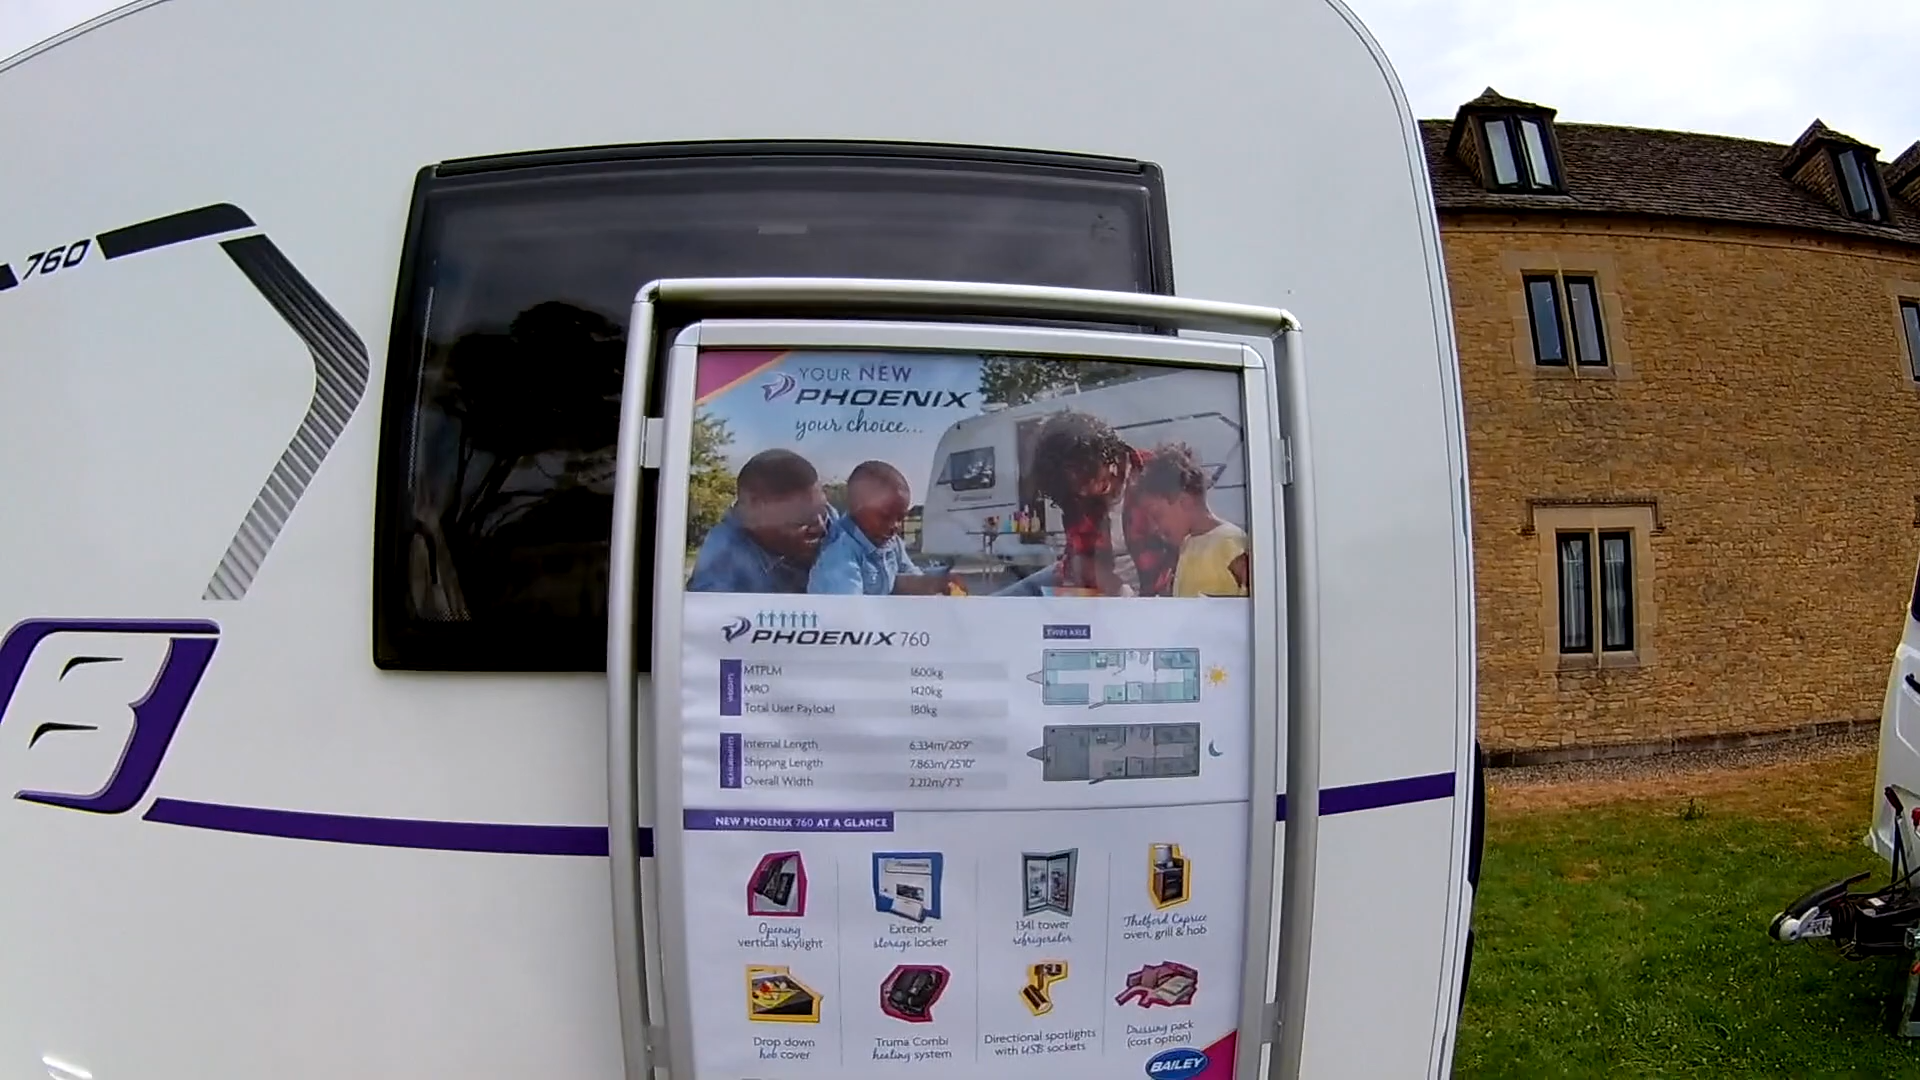 760
YOUR NEW
PHOENIX
your choice...
PHOENIX 760
TWIN AXLE
WEIGHTS
MTPLM 1600kg
MRO 1420kg
Total User Payload 180kg
MEASUREMENTS
Internal Length 6.334m/20'9"
Shipping Length 7.863m/25'10"
Overall Width 2.212m/7'3"
NEW PHOENIX 760 AT A GLANCE
Opening
vertical skylight
Exterior
storage locker
134l tower
refrigerator
Thetford Caprice
oven, grill & hob
Drop down
hob cover
Truma Combi
heating system
Directional spotlights
with USB sockets
Dressing pack
(cost option)
BAILEY